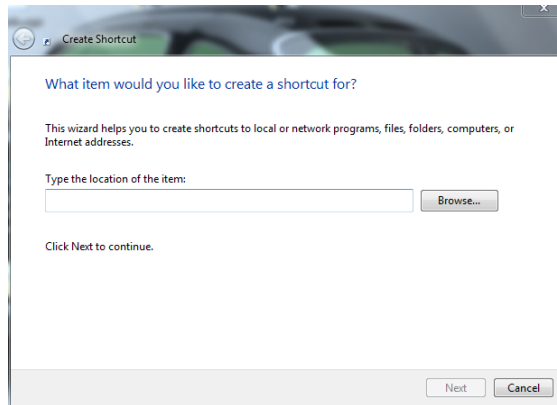 Create Shortcut
What item would you like to create a shortcut for?
This wizard helps you to create shortcuts to local or network programs, files, folders, computers, or
Internet addresses.
Type the location of the item:
Browse...
Click Next to continue.
Next Cancel